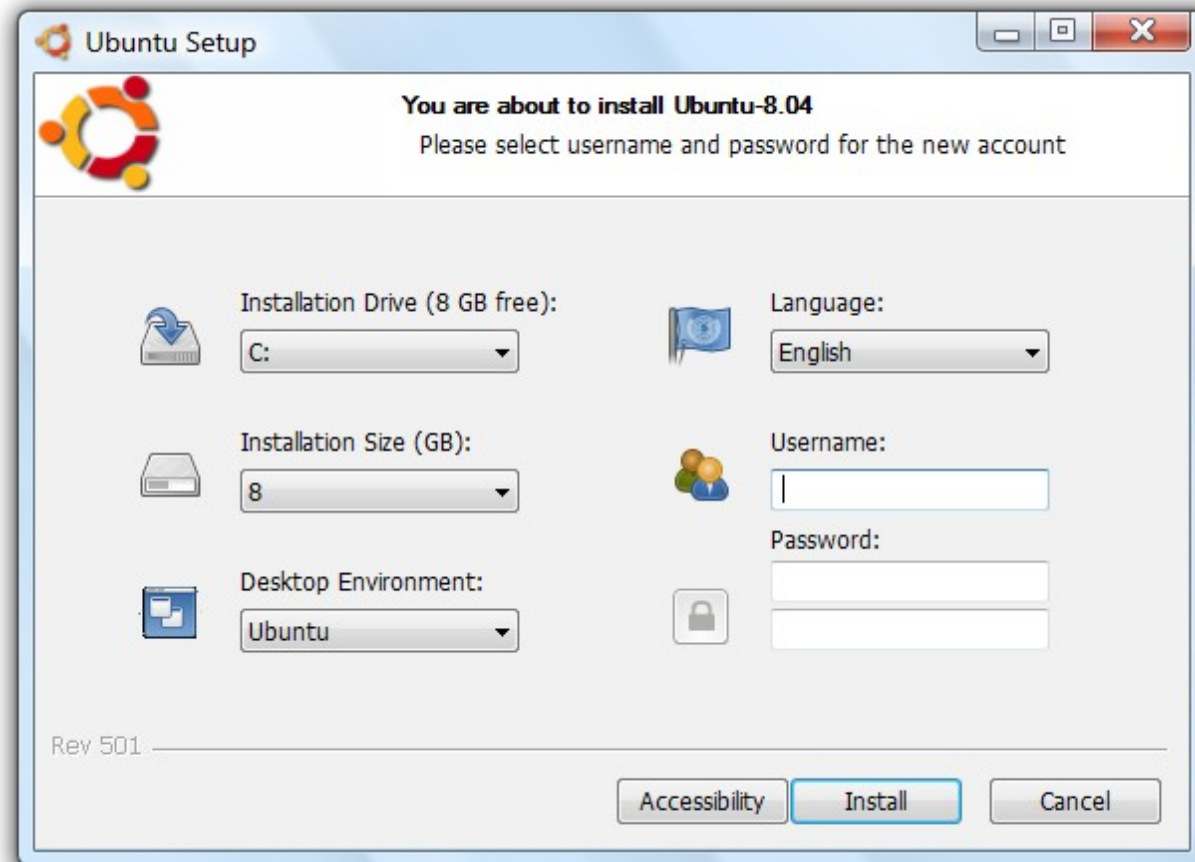 Ubuntu Setup
You are about to install Ubuntu-8.04
Please select username and password for the new account
Installation Drive (8 GB free):
C:
Installation Size (GB):
8
Desktop Environment:
Ubuntu
Language:
English
Username:
Password:
Rev 501
Accessibility
Install
Cancel